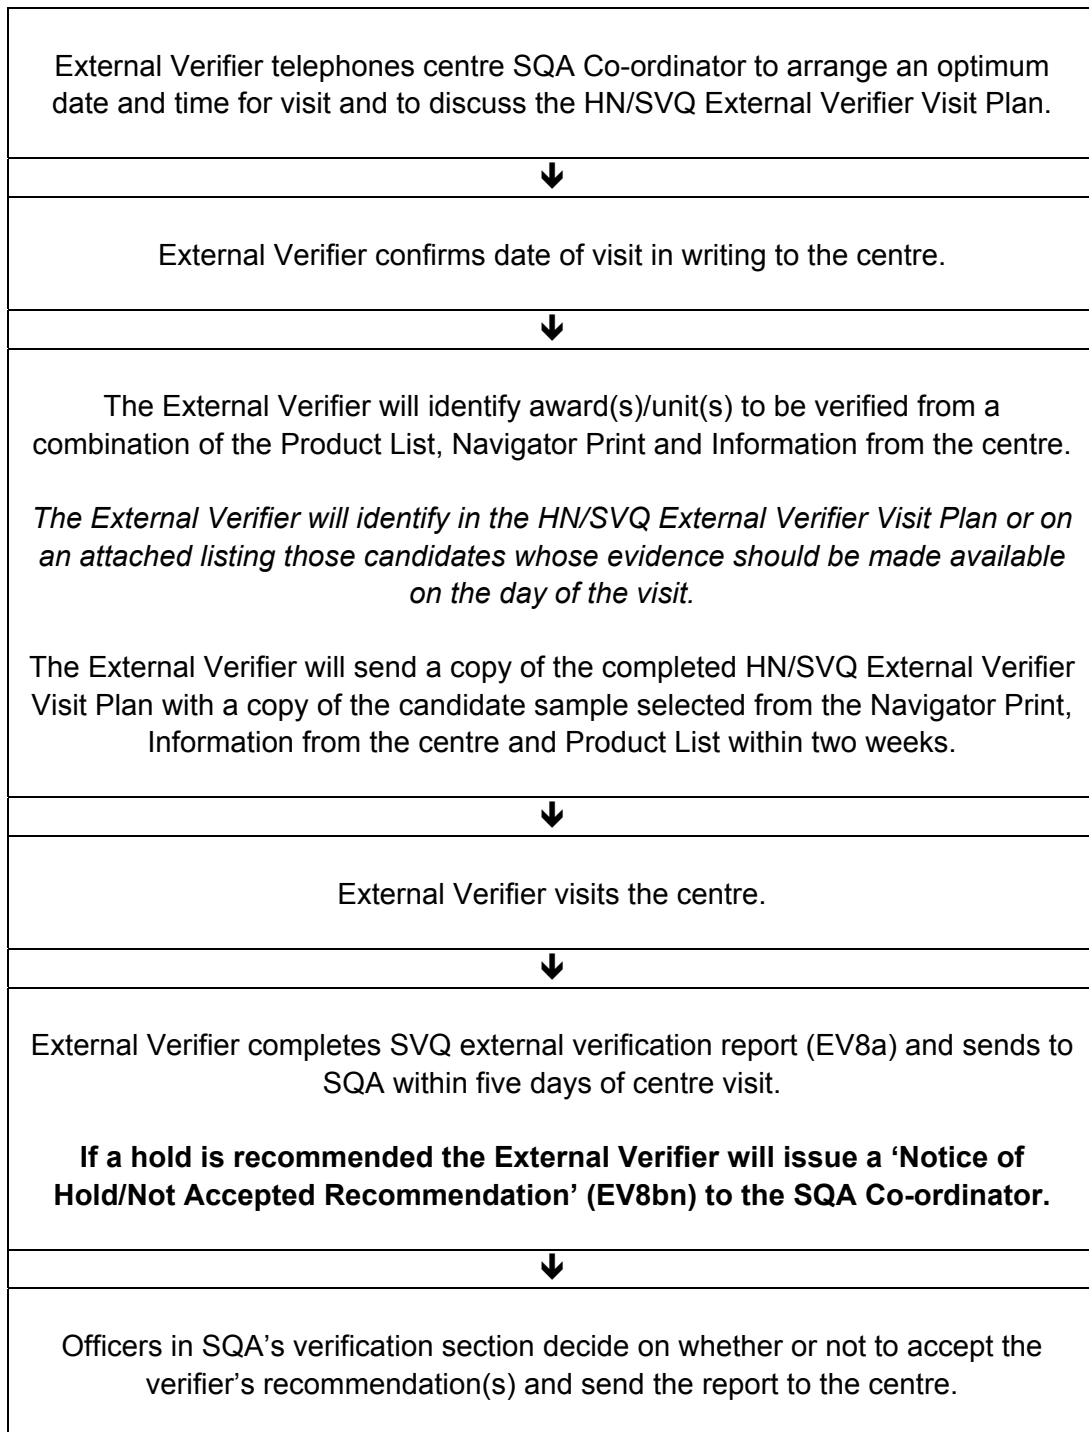 External Verifier telephones centre SQA Co-ordinator to arrange an optimum
date and time for visit and to discuss the HN/SVQ External Verifier Visit Plan.
External Verifier confirms date of visit in writing to the centre.
The External Verifier will identify award(s)/unit(s) to be verified from a
combination of the Product List, Navigator Print and Information from the centre.
The External Verifier will identify in the HN/SVQ External Verifier Visit Plan or on
an attached listing those candidates whose evidence should be made available
on the day of the visit.
The External Verifier will send a copy of the completed HN/SVQ External Verifier
Visit Plan with a copy of the candidate sample selected from the Navigator Print,
Information from the centre and Product List within two weeks.
External Verifier visits the centre.
External Verifier completes SVQ external verification report (EV8a) and sends to
SQA within five days of centre visit.
If a hold is recommended the External Verifier will issue a ‘Notice of
Hold/Not Accepted Recommendation’ (EV8bn) to the SQA Co-ordinator.
Officers in SQA’s verification section decide on whether or not to accept the
verifier’s recommendation(s) and send the report to the centre.